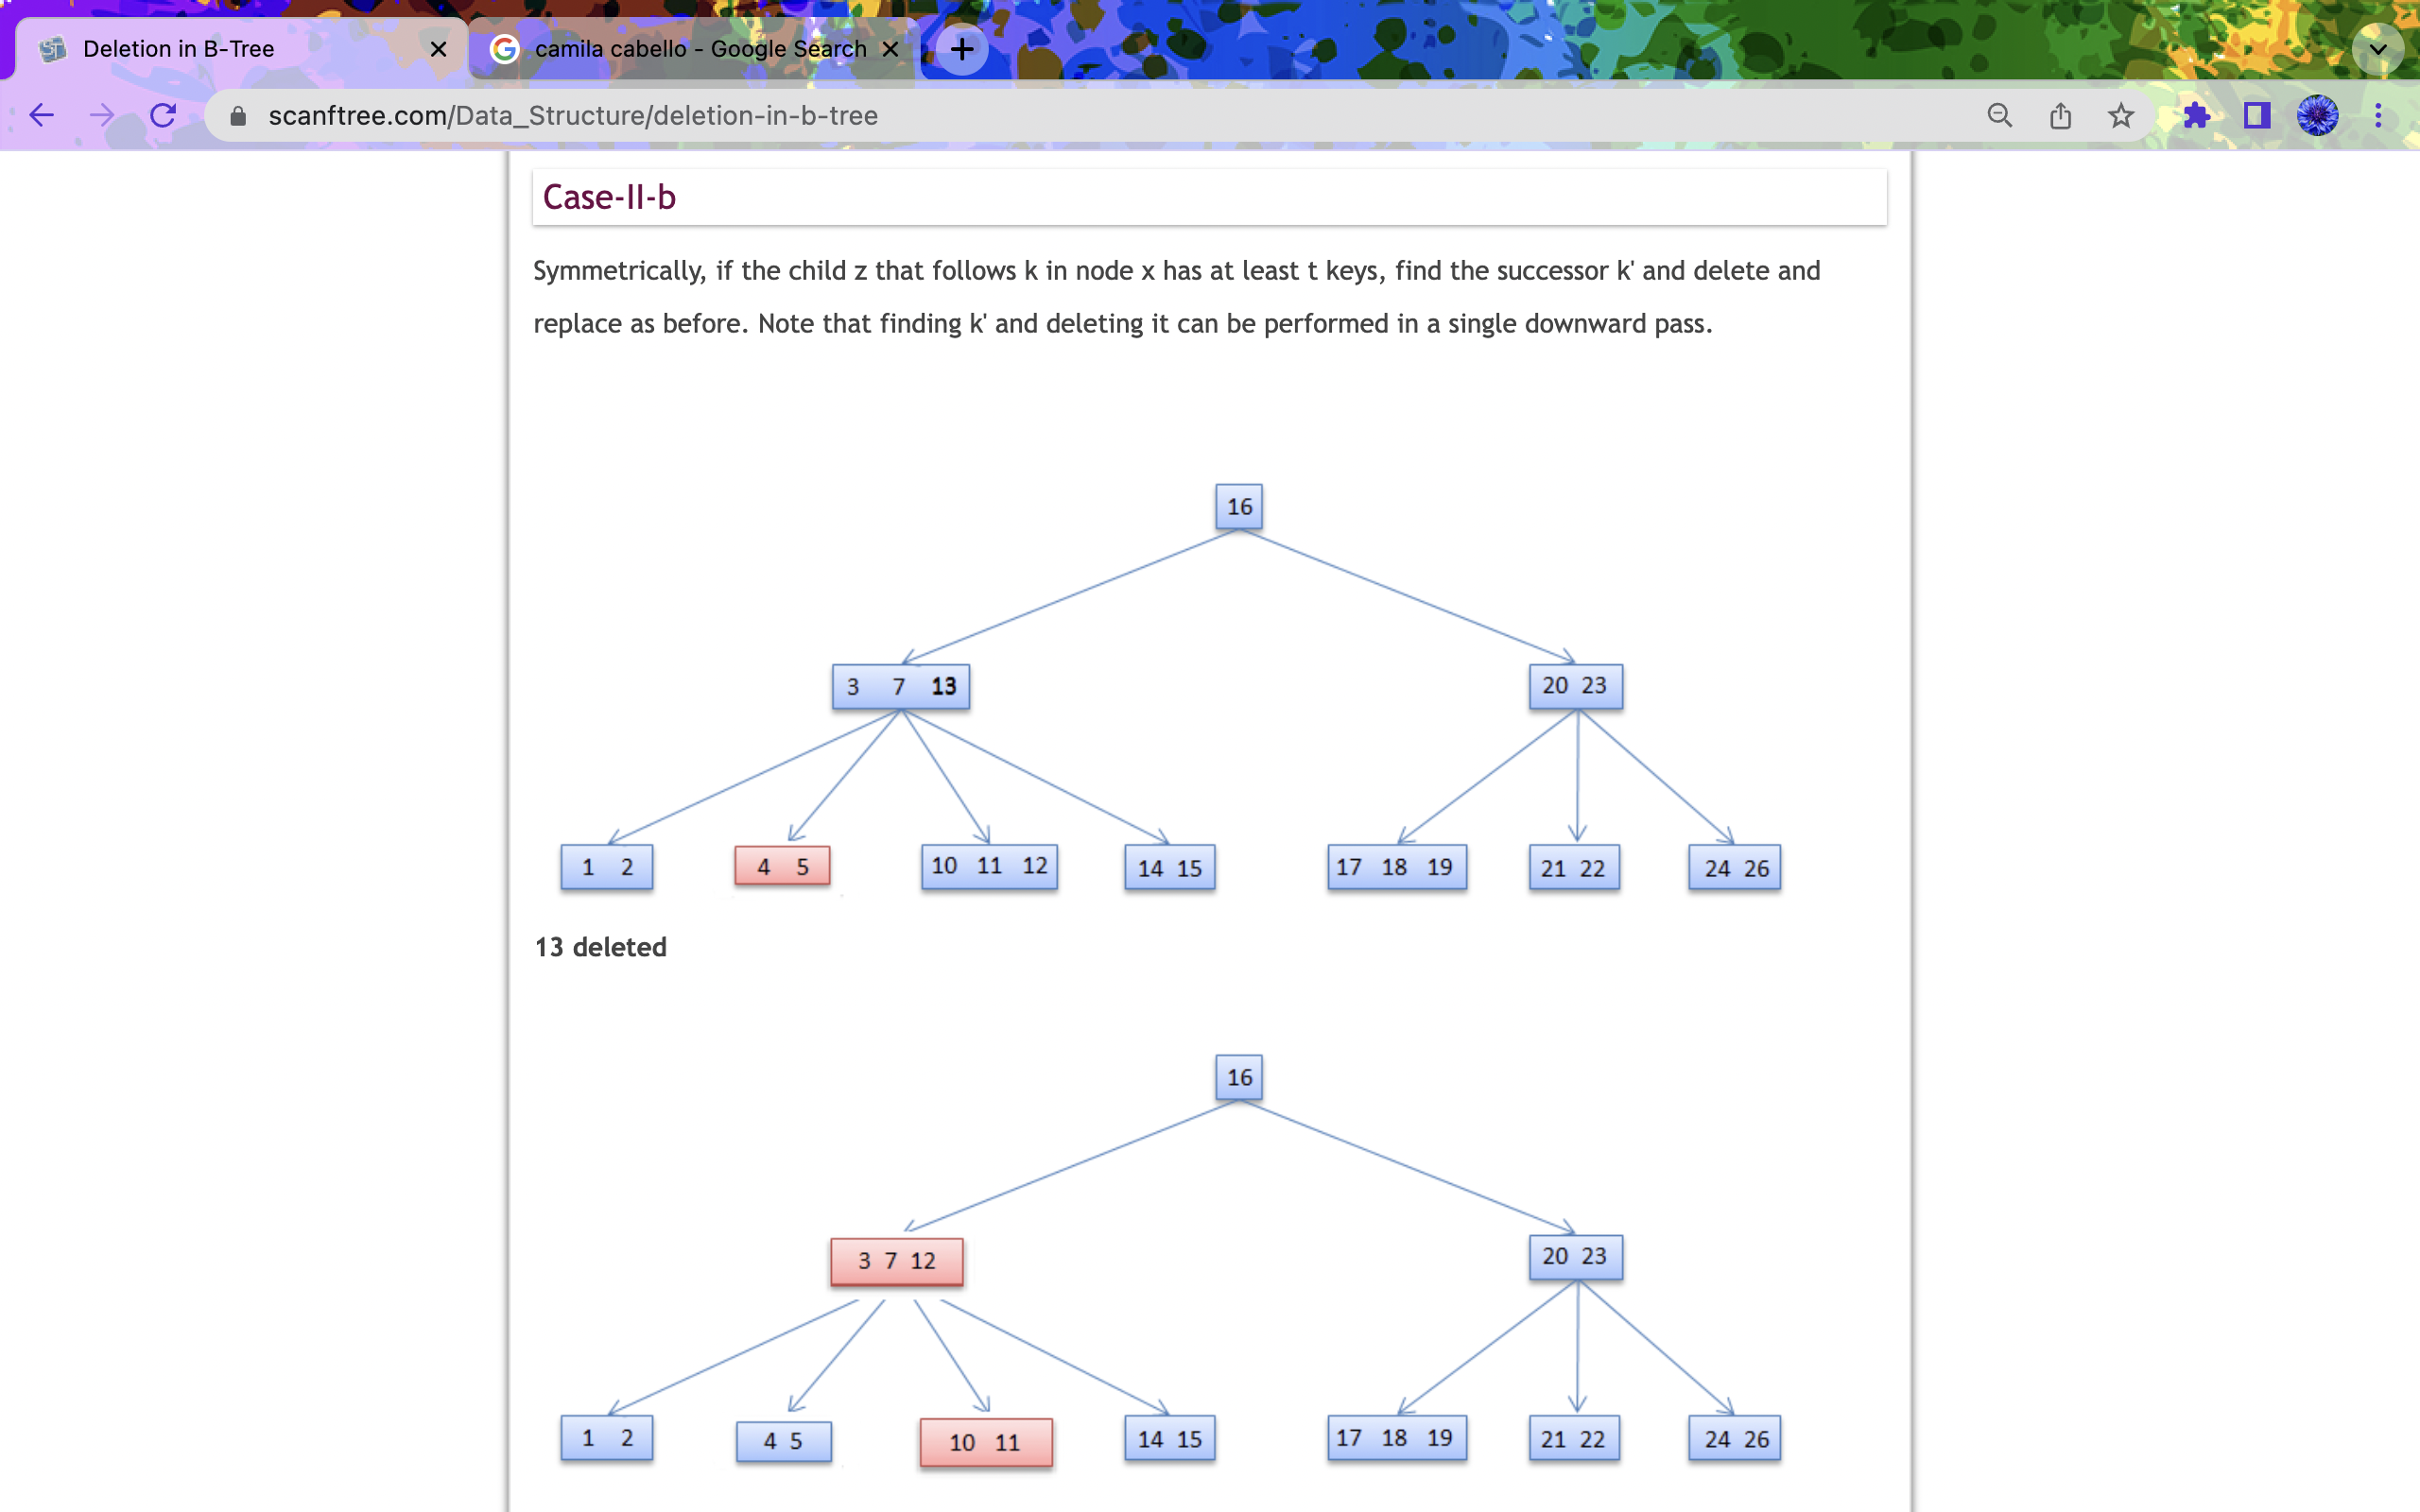 Deletion in B-Tree
camila cabello - Google Search
scanftree.com/Data_Structure/deletion-in-b-tree
Case-II-b
Symmetrically, if the child z that follows k in node x has at least t keys, find the successor k' and delete and
replace as before. Note that finding k' and deleting it can be performed in a single downward pass.
16
3 7 13
20 23
1 2
4 5
10 11 12
14 15
17 18 19
21 22
24 26
13 deleted
16
3 7 12
20 23
1 2
4 5
10 11
14 15
17 18 19
21 22
24 26